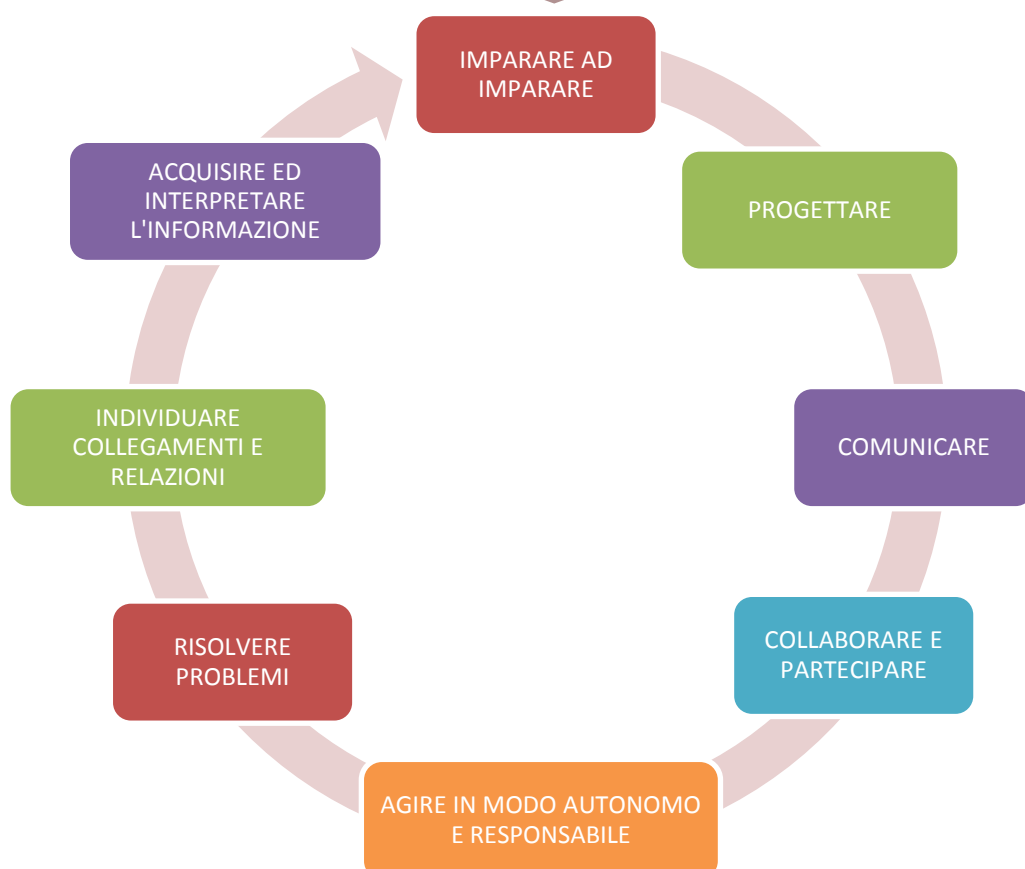 IMPARARE AD
IMPARARE
PROGETTARE
COMUNICARE
COLLABORARE E
PARTECIPARE
AGIRE IN MODO AUTONOMO
E RESPONSABILE
RISOLVERE
PROBLEMI
INDIVIDUARE
COLLEGAMENTI E
RELAZIONI
ACQUISIRE ED
INTERPRETARE
L'INFORMAZIONE